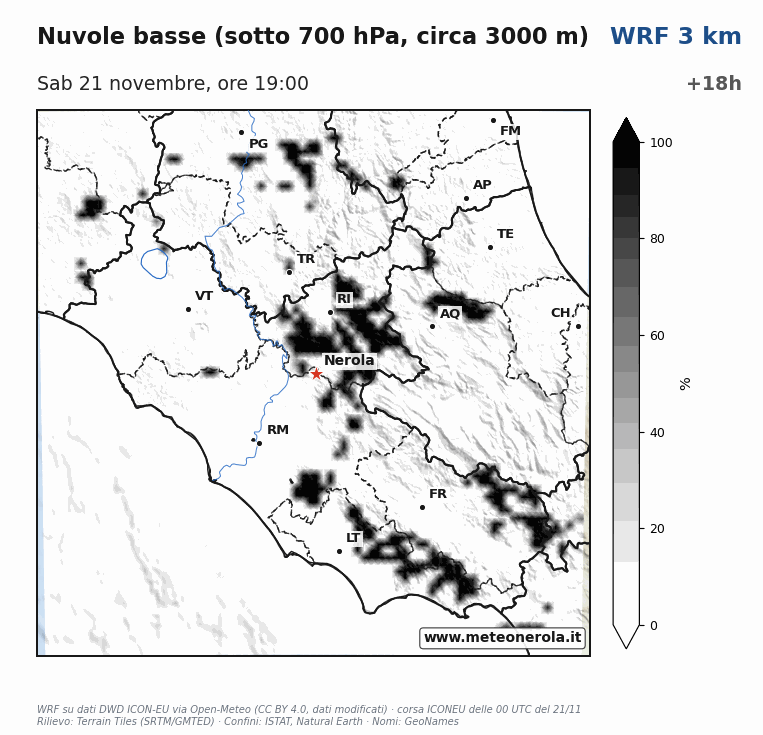 Nuvole basse (sotto 700 hPa, circa 3000 m) WRF 3 km
Sab 21 novembre, ore 19:00 +18h
FM
PG
AP
TE
TR
RI
VT
AQ
CH
Nerola
RM
FR
LT
www.meteonerola.it
100
80
60
40
20
0
%
WRF su dati DWD ICON-EU via Open-Meteo (CC BY 4.0, dati modificati) · corsa ICONEU delle 00 UTC del 21/11
Rilievo: Terrain Tiles (SRTM/GMTED) · Confini: ISTAT, Natural Earth · Nomi: GeoNames